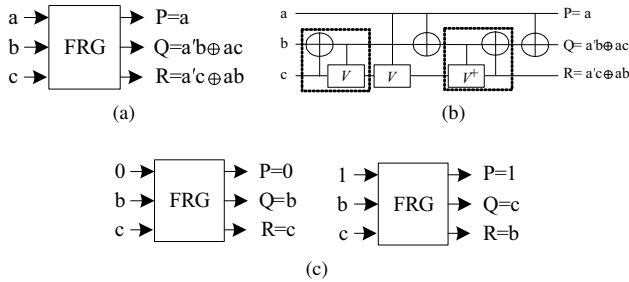 a FRG P=a
b Q=a'b⊕ac
c R=a'c⊕ab
(a)
a P= a
b Q= a'b⊕ac
c V V V+ R= a'c⊕ab
(b)
0 FRG P=0
b Q=b
c R=c
1 FRG P=1
b Q=c
c R=b
(c)